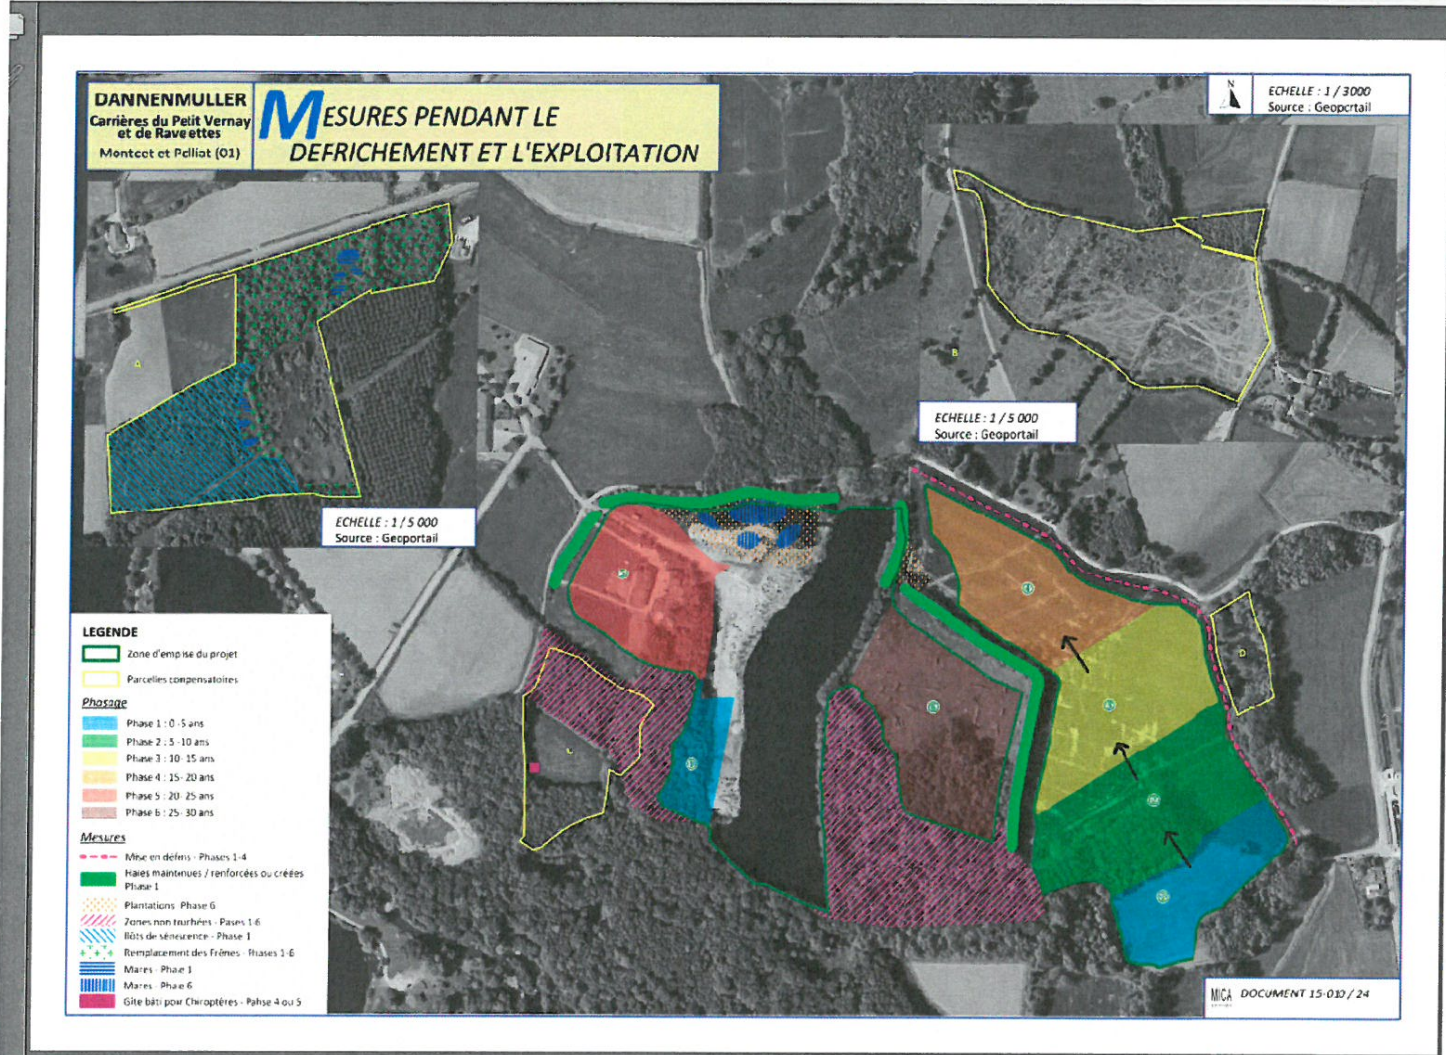 DANNENMULLER
Carrières du Petit Vernay
et de Raveettes
Montcet et Polliat (01)
MESURES PENDANT LE
DEFRICHEMENT ET L'EXPLOITATION
N
ECHELLE : 1 / 3000
Source : Geoportail
A
B
ECHELLE : 1 / 5 000
Source : Geoportail
ECHELLE : 1 / 5 000
Source : Geoportail
D
LEGENDE
Zone d'emprise du projet
Parcelles compensatoires
Phasage
Phase 1 : 0 -5 ans
Phase 2 : 5 -10 ans
Phase 3 : 10- 15 ans
Phase 4 : 15- 20 ans
Phase 5 : 20- 25 ans
Phase 6 : 25- 30 ans
Mesures
Mise en défens - Phases 1-4
Haies maintenues / renforcées ou créées
Phase 1
Plantations Phase 6
Zones non touchées - Pases 1-6
Ilôts de sénescence - Phase 1
Remplacement des Frênes - Phases 1-6
Mares - Phase 1
Mares - Phase 6
Gîte bâti pour Chiroptères - Pahse 4 ou 5
MICA
DOCUMENT 15-010 / 24